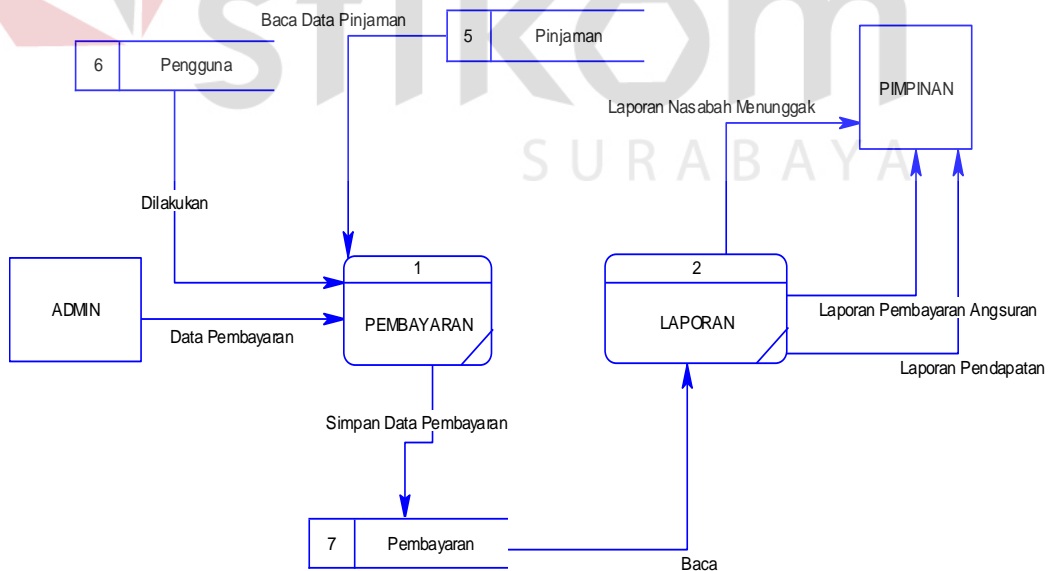 stikom
SURABAYA
Baca Data Pinjaman
5 Pinjaman
6 Pengguna
PIMPINAN
Laporan Nasabah Menunggak
Dilakukan
ADMIN
Data Pembayaran
1
PEMBAYARAN
2
LAPORAN
Laporan Pembayaran Angsuran
Laporan Pendapatan
Simpan Data Pembayaran
7 Pembayaran
Baca